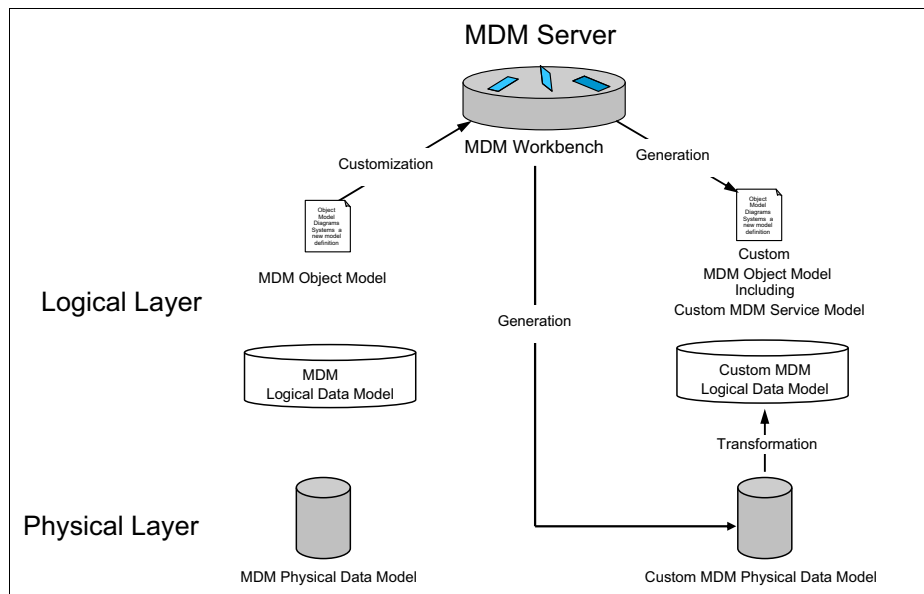 MDM Server
MDM Workbench
Customization
Generation
Object
Model
Diagrams
Systems a
new model
definition
MDM Object Model
Object
Model
Diagrams
Systems a
new model
definition
Custom
MDM Object Model
Including
Custom MDM Service Model
Logical Layer
Generation
MDM
Logical Data Model
Custom MDM
Logical Data Model
Transformation
Physical Layer
MDM Physical Data Model
Custom MDM Physical Data Model